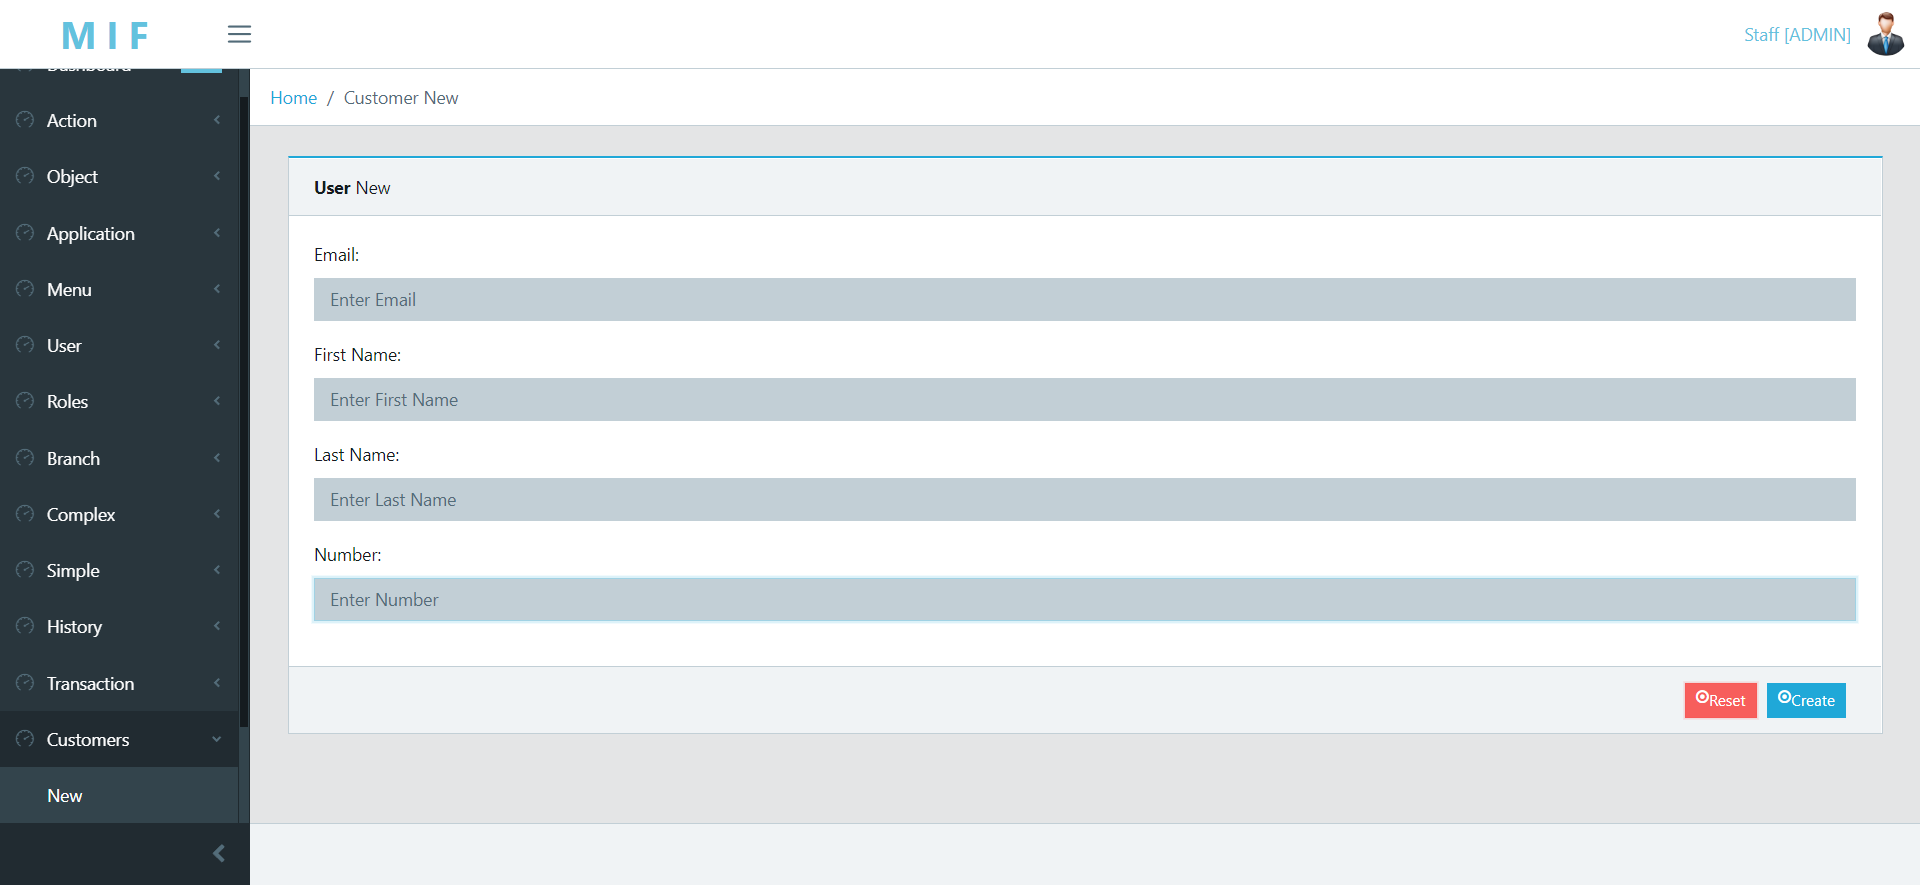 M I F
Staff [ADMIN]
Dashboard
Home / Customer New
Action
Object
Application
Menu
User
Roles
Branch
Complex
Simple
History
Transaction
Customers
New
User New
Email:
Enter Email
First Name:
Enter First Name
Last Name:
Enter Last Name
Number:
Enter Number
Reset
Create